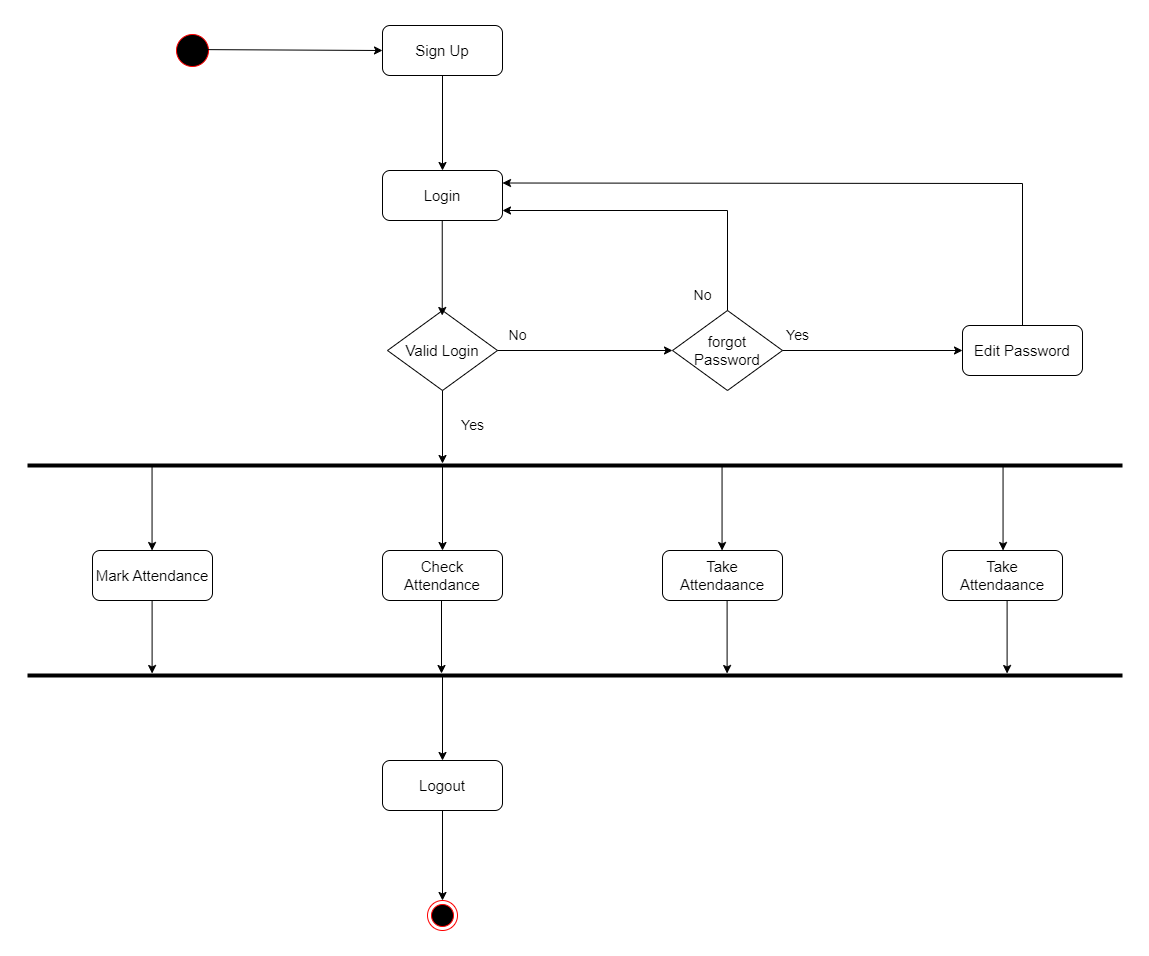 Sign Up
Login
No
Valid Login
No
forgot
Password
Yes
Edit Password
Yes
Mark Attendance
Check
Attendance
Take
Attendaance
Take
Attendaance
Logout